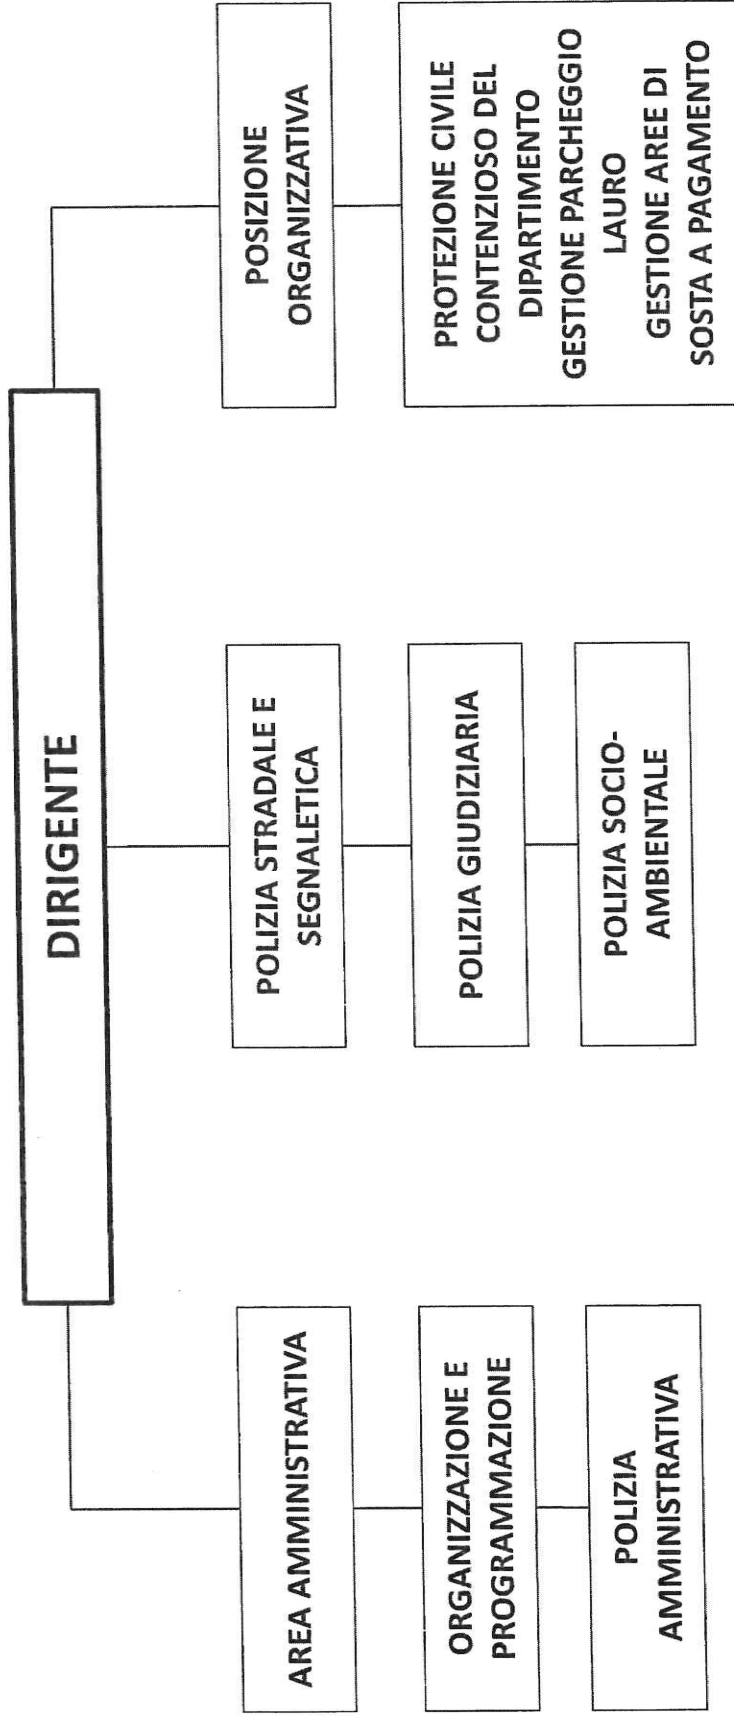 DIRIGENTE
AREA AMMINISTRATIVA
ORGANIZZAZIONE E
PROGRAMMAZIONE
POLIZIA
AMMINISTRATIVA
POLIZIA STRADALE E
SEGNALETICA
POLIZIA GIUDIZIARIA
POLIZIA SOCIO-
AMBIENTALE
POSIZIONE
ORGANIZZATIVA
PROTEZIONE CIVILE
CONTENZIOSO DEL
DIPARTIMENTO
GESTIONE PARCHEGGIO
LAURO
GESTIONE AREE DI
SOSTA A PAGAMENTO